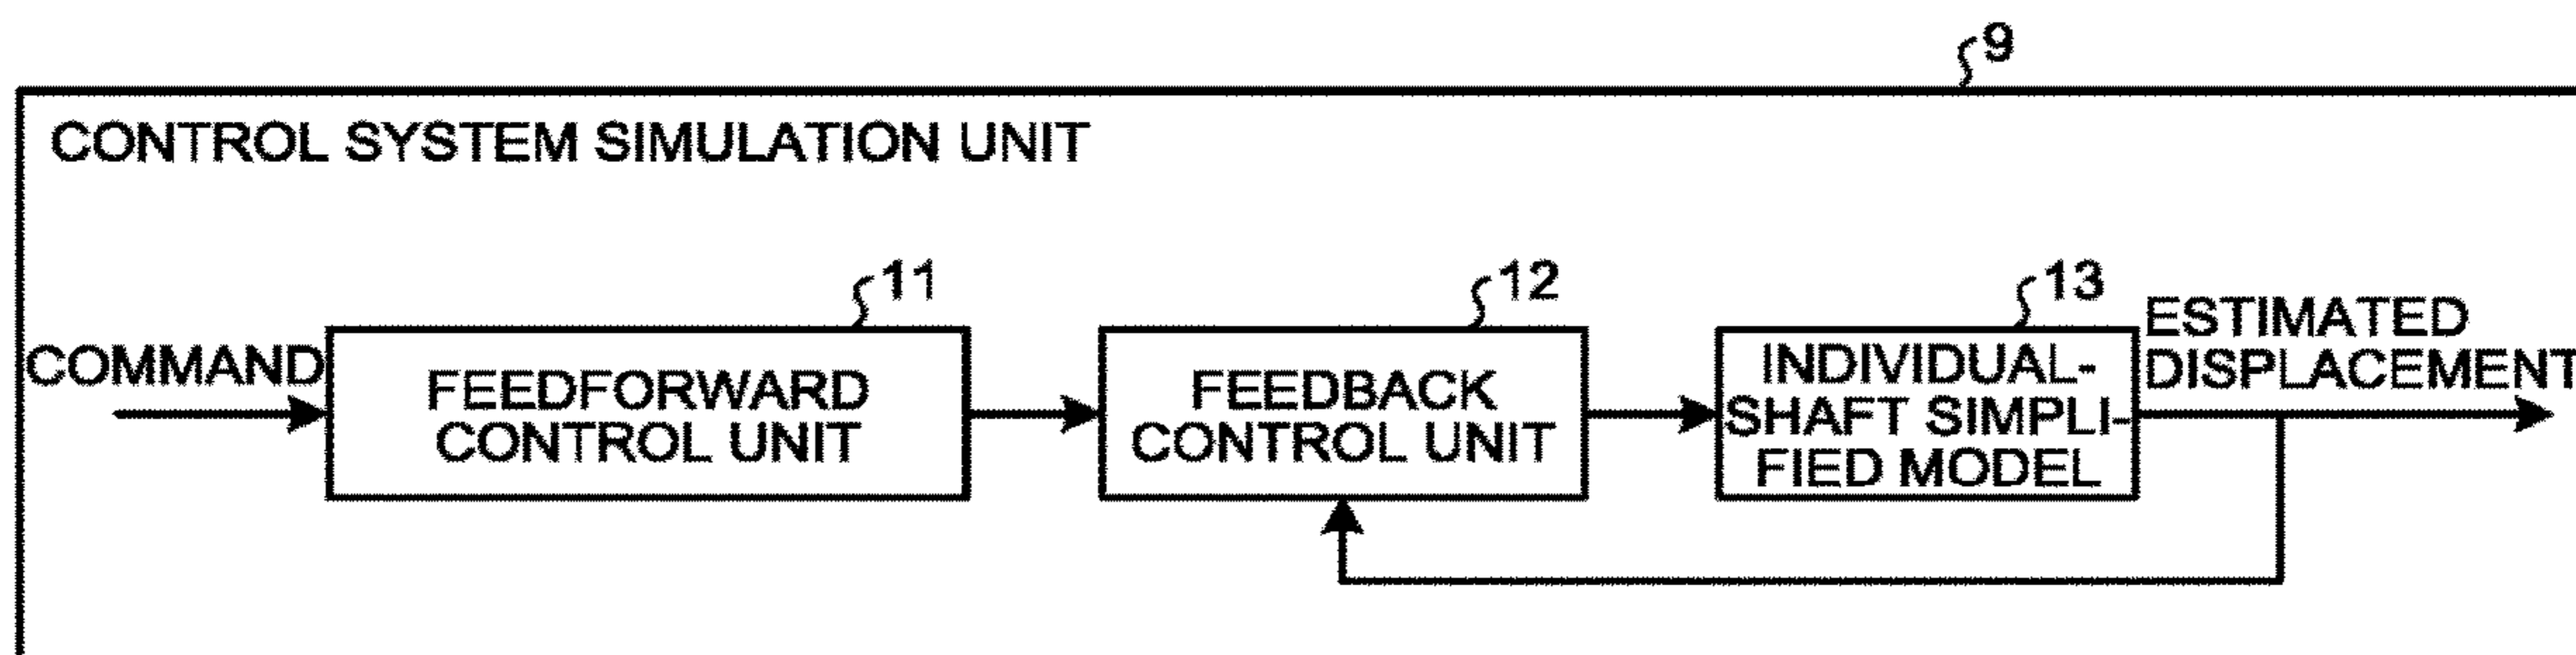 9
CONTROL SYSTEM SIMULATION UNIT
11
12
13
COMMAND
FEEDFORWARD
CONTROL UNIT
FEEDBACK
CONTROL UNIT
INDIVIDUAL-
SHAFT SIMPLI-
FIED MODEL
ESTIMATED
DISPLACEMENT